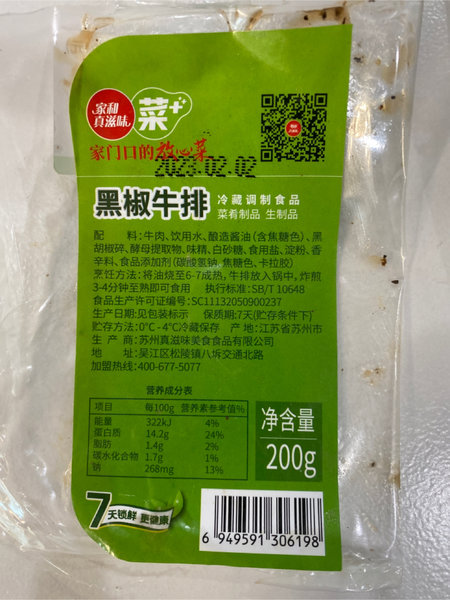 家和
真滋味
菜++
家门口的放心菜
2023.02.02
黑椒牛排 冷藏调制食品
菜肴制品 生制品
配 料:牛肉、饮用水、酿造酱油(含焦糖色)、黑
胡椒碎、酵母提取物、味精、白砂糖、食用盐、淀粉、香
辛料、食品添加剂(碳酸氢钠、焦糖色、卡拉胶)
烹饪方法:将油烧至6-7成热,牛排放入锅中,炸煎
3-4分钟至熟即可食用 执行标准:SB/T 10648
食品生产许可证编号:SC11132050900237
生产日期:见包装标示 保质期:7天(贮存条件下)
贮存方法:0℃-4℃冷藏保存 产 地:江苏省苏州市
生 产 商:苏州真滋味美食食品有限公司
地 址:吴江区松陵镇八坼交通北路
加盟热线:400-677-5077
营养成分表
项目 每100g 营养素参考值%
能量 322kJ 4%
蛋白质 14.2g 24%
脂肪 1.4g 2%
碳水化合物 1.7g 1%
钠 268mg 13%
净含量
200g
7天锁鲜 更健康
6 949591 306198